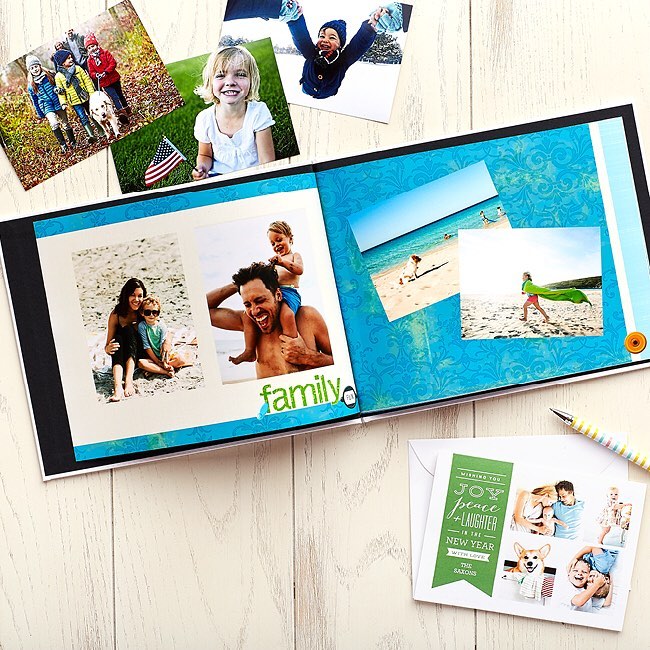 family
WISHING YOU
JOY
peace
+ LAUGHTER
IN THE
NEW YEAR
WITH LOVE
THE SAXONS